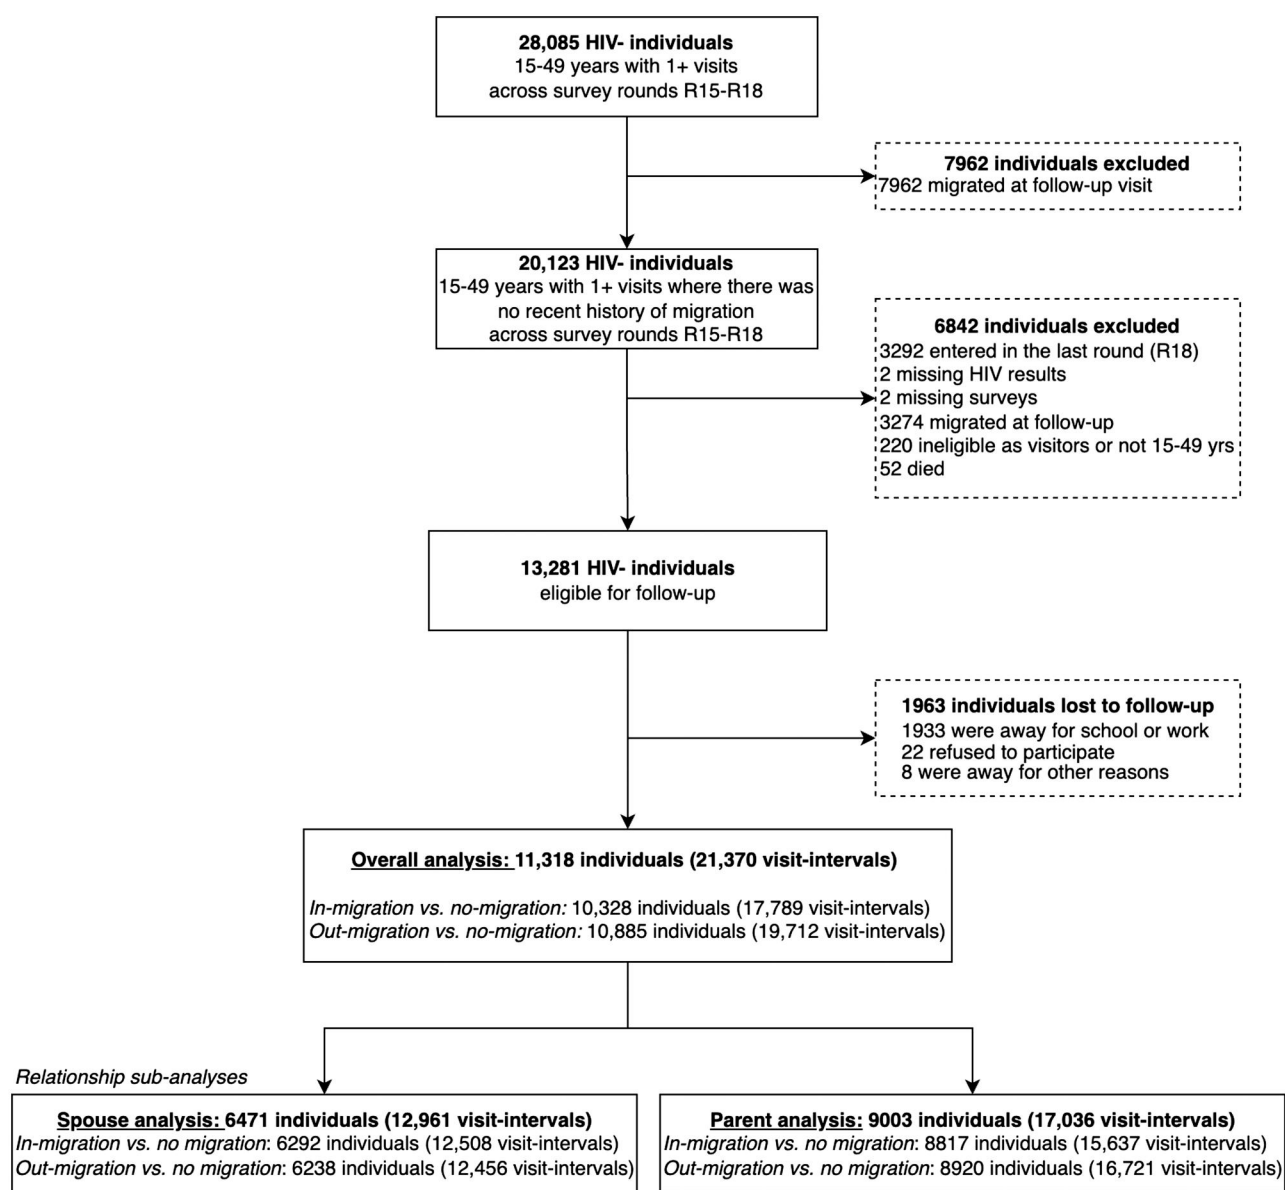 28,085 HIV- individuals
15-49 years with 1+ visits
across survey rounds R15-R18
7962 individuals excluded
7962 migrated at follow-up visit
20,123 HIV- individuals
15-49 years with 1+ visits where there was
no recent history of migration
across survey rounds R15-R18
6842 individuals excluded
3292 entered in the last round (R18)
2 missing HIV results
2 missing surveys
3274 migrated at follow-up
220 ineligible as visitors or not 15-49 yrs
52 died
13,281 HIV- individuals
eligible for follow-up
1963 individuals lost to follow-up
1933 were away for school or work
22 refused to participate
8 were away for other reasons
Overall analysis: 11,318 individuals (21,370 visit-intervals)
In-migration vs. no-migration: 10,328 individuals (17,789 visit-intervals)
Out-migration vs. no-migration: 10,885 individuals (19,712 visit-intervals)
Relationship sub-analyses
Spouse analysis: 6471 individuals (12,961 visit-intervals)
In-migration vs. no migration: 6292 individuals (12,508 visit-intervals)
Out-migration vs. no migration: 6238 individuals (12,456 visit-intervals)
Parent analysis: 9003 individuals (17,036 visit-intervals)
In-migration vs. no migration: 8817 individuals (15,637 visit-intervals)
Out-migration vs. no migration: 8920 individuals (16,721 visit-intervals)